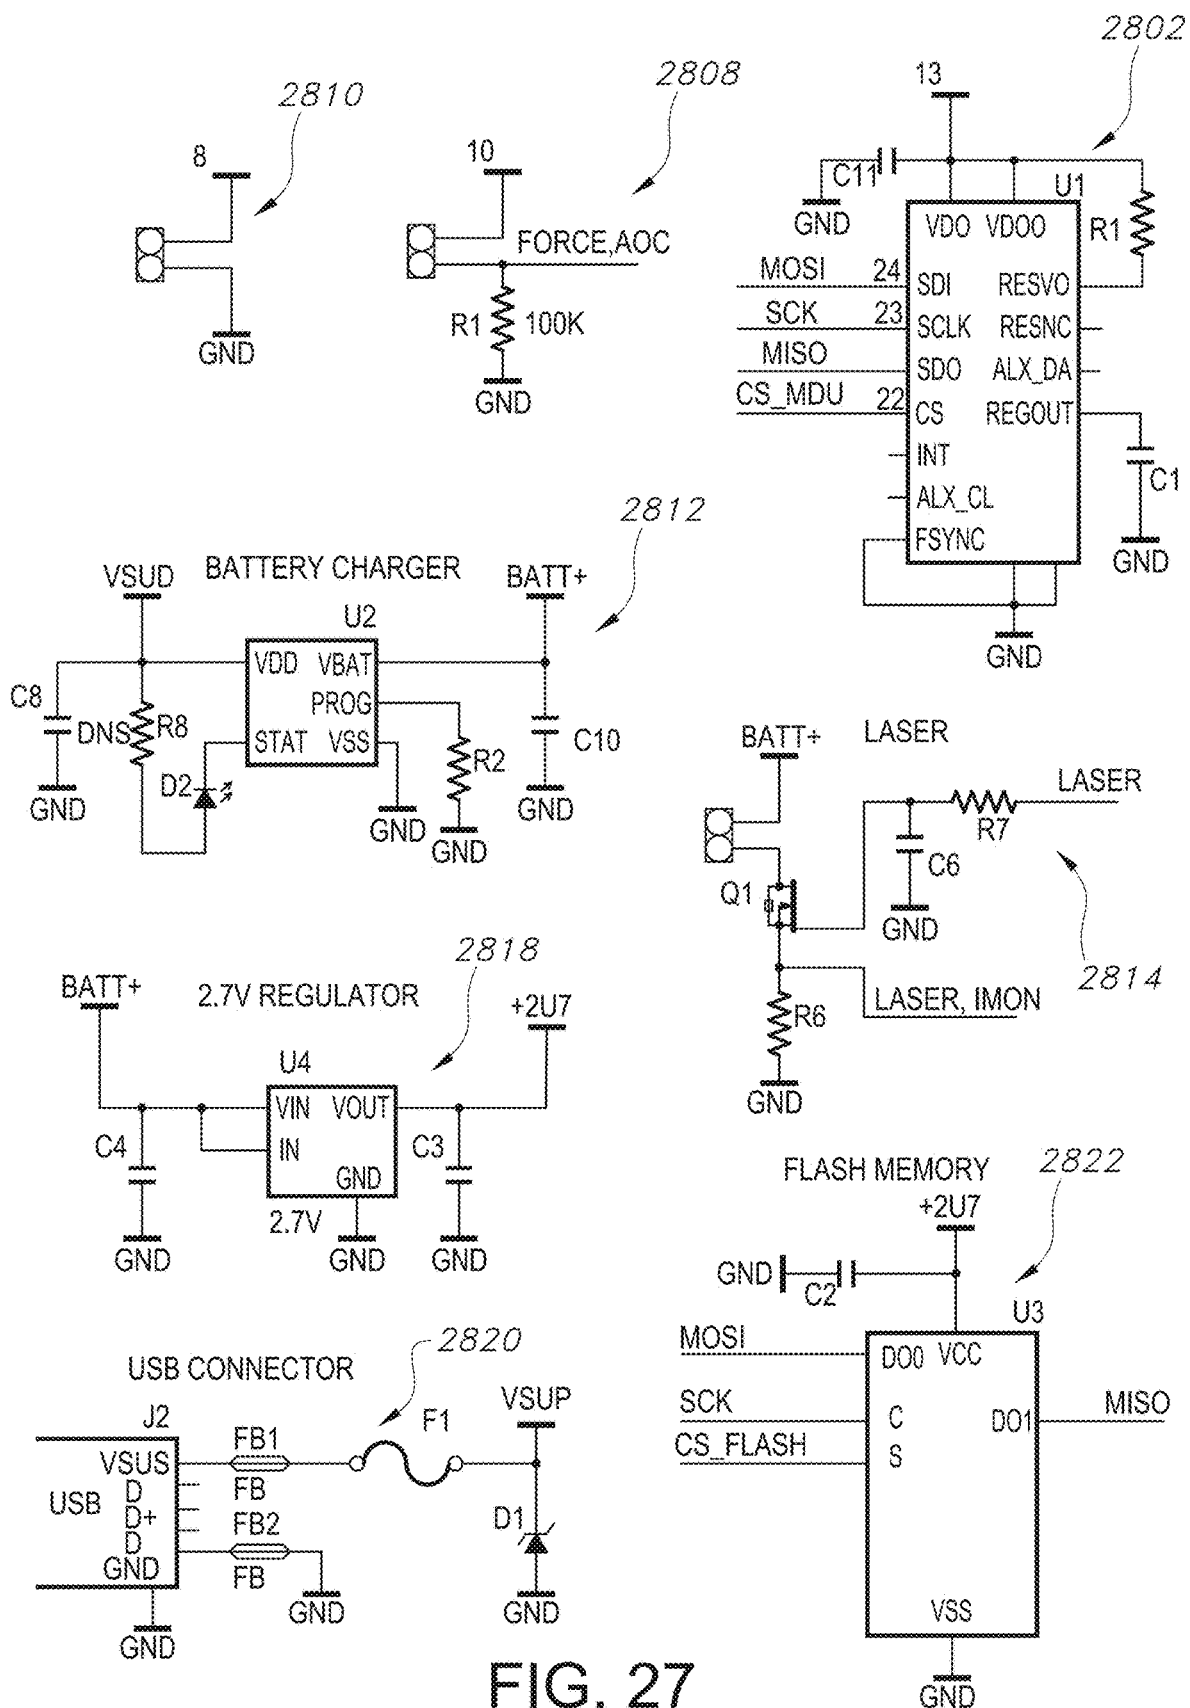 2802
2810
2808
13
8
10
C11
U1
GND
VDO VDOO
R1
FORCE,AOC
MOSI 24 SDI RESVO
R1 100K
SCK 23 SCLK RESNC
GND
MISO SDO ALX_DA
GND
CS_MDU 22 CS REGOUT
INT
C1
ALX_CL
FSYNC
GND
GND
2812
BATTERY CHARGER
VSUD
BATT+
U2
VDD VBAT
C8
DNS R8
PROG
STAT VSS
D2
R2
C10
GND
GND
GND
GND
BATT+ LASER
LASER
R7
C6
Q1
GND
2814
LASER, IMON
R6
GND
2818
BATT+
2.7V REGULATOR
+2U7
U4
VIN VOUT
C4
IN
C3
GND
2.7V
GND
GND
GND
FLASH MEMORY
2822
+2U7
GND
C2
U3
MOSI
DO0 VCC
SCK
C DO1
MISO
CS_FLASH
S
VSS
GND
2820
USB CONNECTOR
VSUP
J2
F1
FB1
VSUS
FB
D
USB
D+
FB2
D
GND
FB
D1
GND
GND
GND
FIG. 27